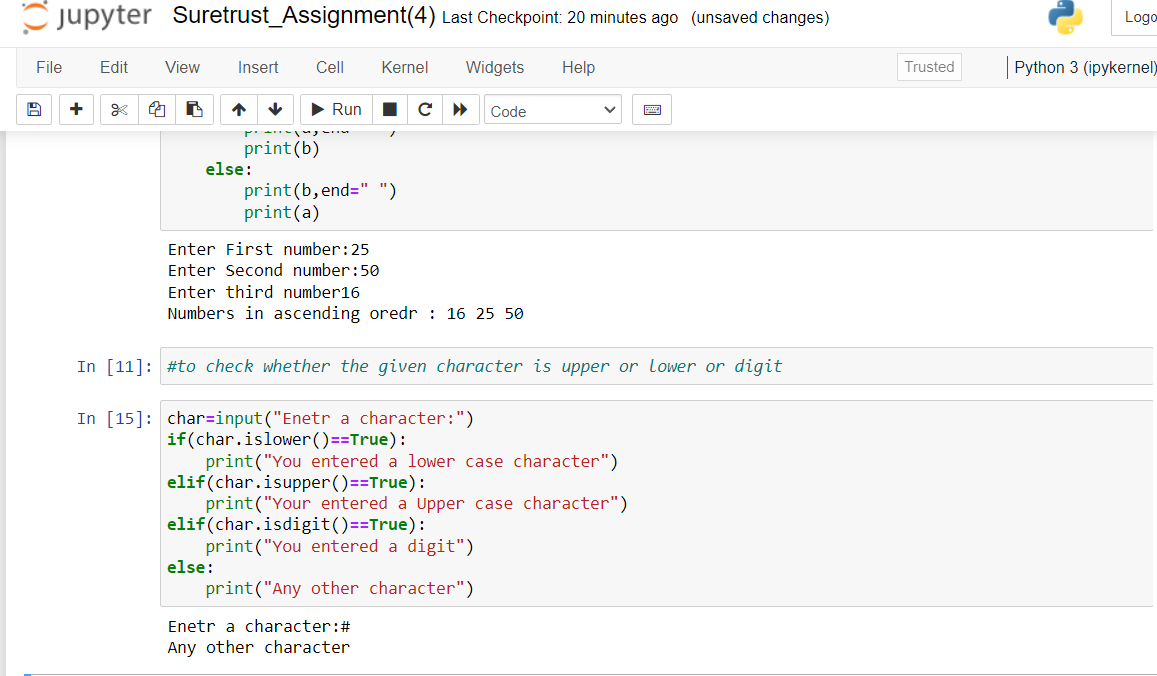 jupyter Suretrust_Assignment(4) Last Checkpoint: 20 minutes ago (unsaved changes)
Logo
File Edit View Insert Cell Kernel Widgets Help Trusted Python 3 (ipykernel)
Run Code
print(b)
else:
print(b,end=" ")
print(a)
Enter First number:25
Enter Second number:50
Enter third number16
Numbers in ascending oredr : 16 25 50
In [11]: #to check whether the given character is upper or lower or digit
In [15]: char=input("Enetr a character:")
if(char.islower()==True):
print("You entered a lower case character")
elif(char.isupper()==True):
print("Your entered a Upper case character")
elif(char.isdigit()==True):
print("You entered a digit")
else:
print("Any other character")
Enetr a character:#
Any other character